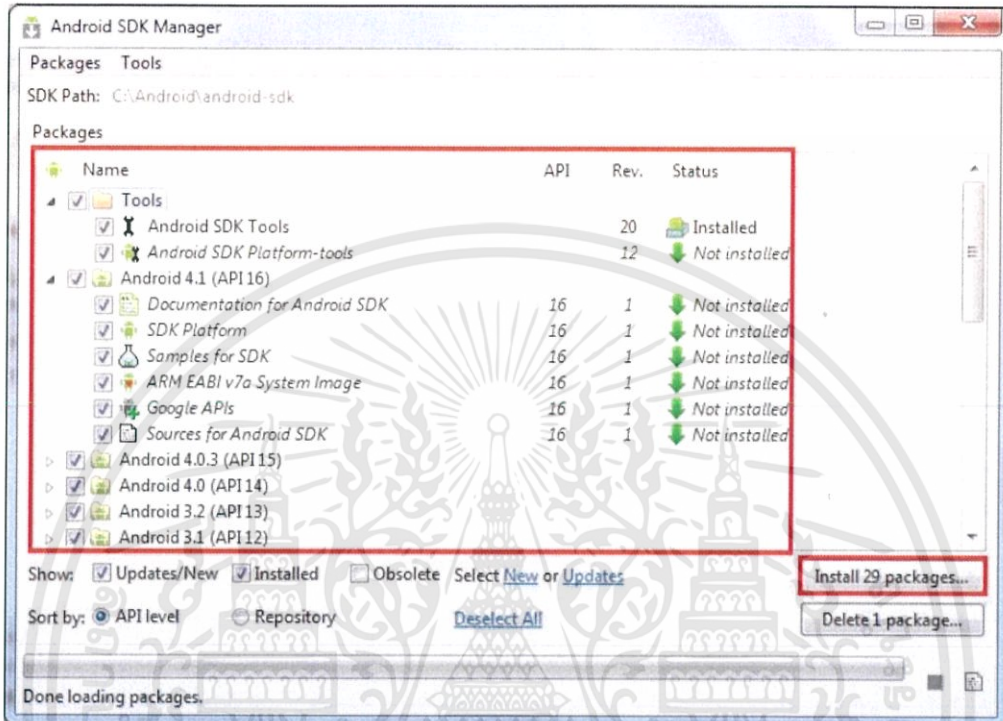 Android SDK Manager
Packages Tools
SDK Path: C:\Android\android-sdk
Packages
Name API Rev. Status
Tools
Android SDK Tools 20 Installed
Android SDK Platform-tools 12 Not installed
Android 4.1 (API 16)
Documentation for Android SDK 16 1 Not installed
SDK Platform 16 1 Not installed
Samples for SDK 16 1 Not installed
ARM EABI v7a System Image 16 1 Not installed
Google APIs 16 1 Not installed
Sources for Android SDK 16 1 Not installed
Android 4.0.3 (API 15)
Android 4.0 (API 14)
Android 3.2 (API 13)
Android 3.1 (API 12)
Show: Updates/New Installed Obsolete Select New or Updates Install 29 packages...
Sort by: API level Repository Deselect All Delete 1 package...
Done loading packages.